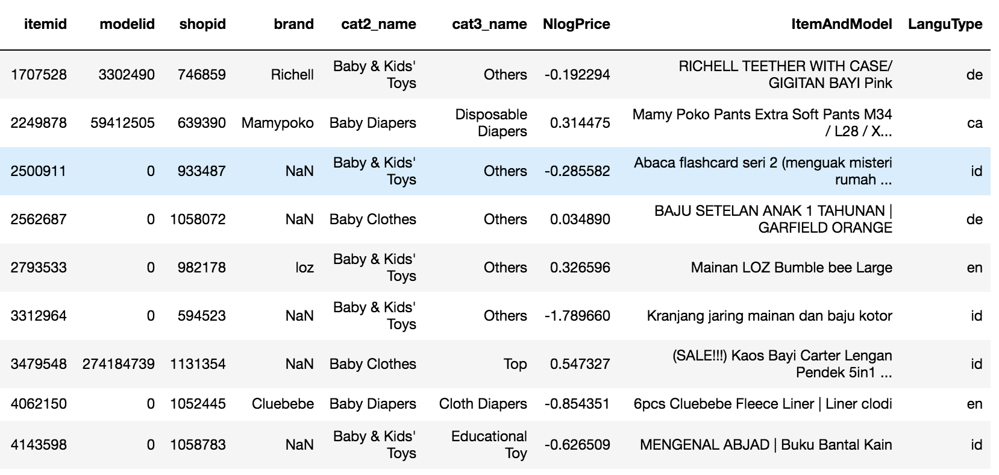 itemid modelid shopid brand cat2_name cat3_name NlogPrice ItemAndModel LanguType
1707528 3302490 746859 Richell Baby & Kids' Toys Others -0.192294 RICHELL TEETHER WITH CASE/ GIGITAN BAYI Pink de
2249878 59412505 639390 Mamypoko Baby Diapers Disposable Diapers 0.314475 Mamy Poko Pants Extra Soft Pants M34 / L28 / X... ca
2500911 0 933487 NaN Baby & Kids' Toys Others -0.285582 Abaca flashcard seri 2 (menguak misteri rumah ... id
2562687 0 1058072 NaN Baby Clothes Others 0.034890 BAJU SETELAN ANAK 1 TAHUNAN | GARFIELD ORANGE de
2793533 0 982178 loz Baby & Kids' Toys Others 0.326596 Mainan LOZ Bumble bee Large en
3312964 0 594523 NaN Baby & Kids' Toys Others -1.789660 Kranjang jaring mainan dan baju kotor id
3479548 274184739 1131354 NaN Baby Clothes Top 0.547327 (SALE!!!) Kaos Bayi Carter Lengan Pendek 5in1 ... id
4062150 0 1052445 Cluebebe Baby Diapers Cloth Diapers -0.854351 6pcs Cluebebe Fleece Liner | Liner clodi en
4143598 0 1058783 NaN Baby & Kids' Toys Educational Toy -0.626509 MENGENAL ABJAD | Buku Bantal Kain id